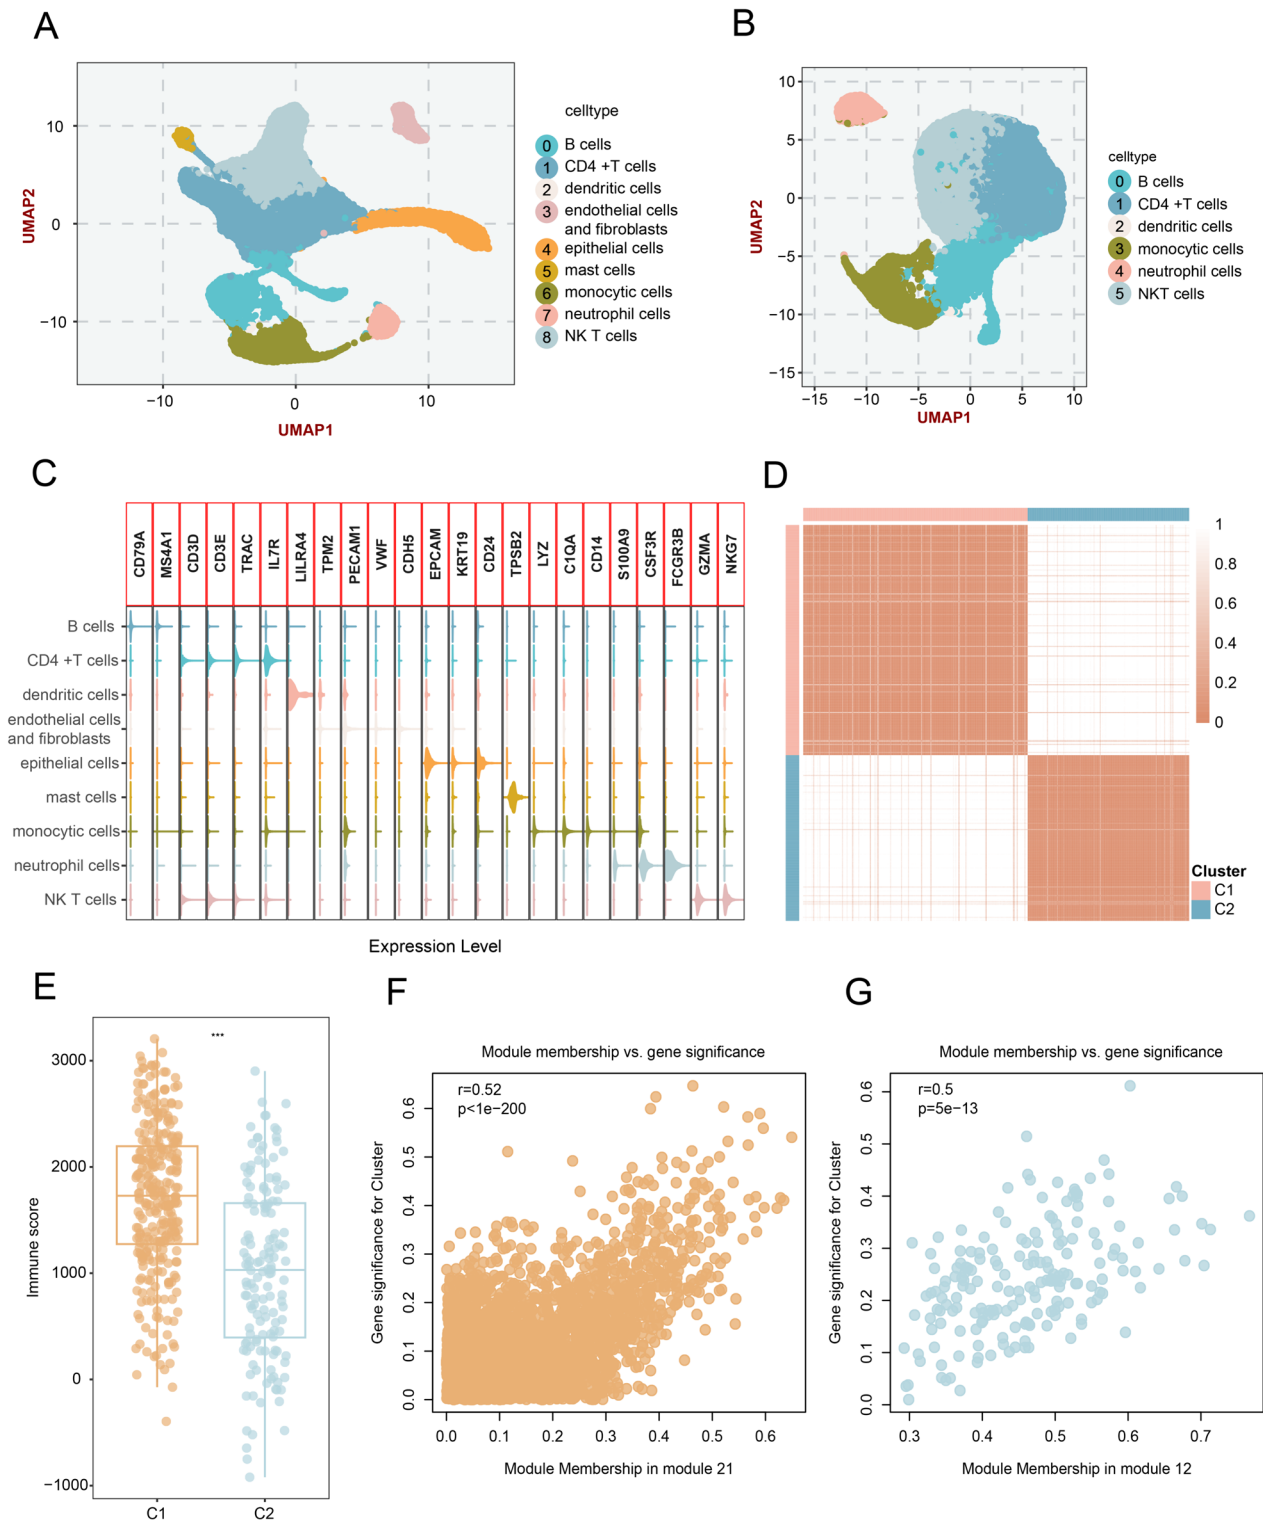 A
UMAP2
10
0
−10
−10
0
10
UMAP1
celltype
0 B cells
1 CD4 +T cells
2 dendritic cells
3 endothelial cells
and fibroblasts
4 epithelial cells
5 mast cells
6 monocytic cells
7 neutrophil cells
8 NK T cells
B
UMAP2
10
5
0
−5
−10
−15
−15
−10
−5
0
5
10
UMAP1
celltype
0 B cells
1 CD4 +T cells
2 dendritic cells
3 monocytic cells
4 neutrophil cells
5 NKT cells
C
CD79A
MS4A1
CD3D
CD3E
TRAC
IL7R
LILRA4
TPM2
PECAM1
VWF
CDH5
EPCAM
KRT19
CD24
TPSB2
LYZ
C1QA
CD14
S100A9
CSF3R
FCGR3B
GZMA
NKG7
B cells
CD4 +T cells
dendritic cells
endothelial cells
and fibroblasts
epithelial cells
mast cells
monocytic cells
neutrophil cells
NK T cells
Expression Level
D
1
0.8
0.6
0.4
0.2
0
Cluster
C1
C2
E
***
Immune score
3000
2000
1000
0
−1000
C1
C2
F
Module membership vs. gene significance
r=0.52
p<1e−200
Gene significance for Cluster
0.6
0.5
0.4
0.3
0.2
0.1
0.0
0.0
0.1
0.2
0.3
0.4
0.5
0.6
Module Membership in module 21
G
Module membership vs. gene significance
r=0.5
p=5e−13
Gene significance for Cluster
0.6
0.5
0.4
0.3
0.2
0.1
0.0
0.3
0.4
0.5
0.6
0.7
Module Membership in module 12